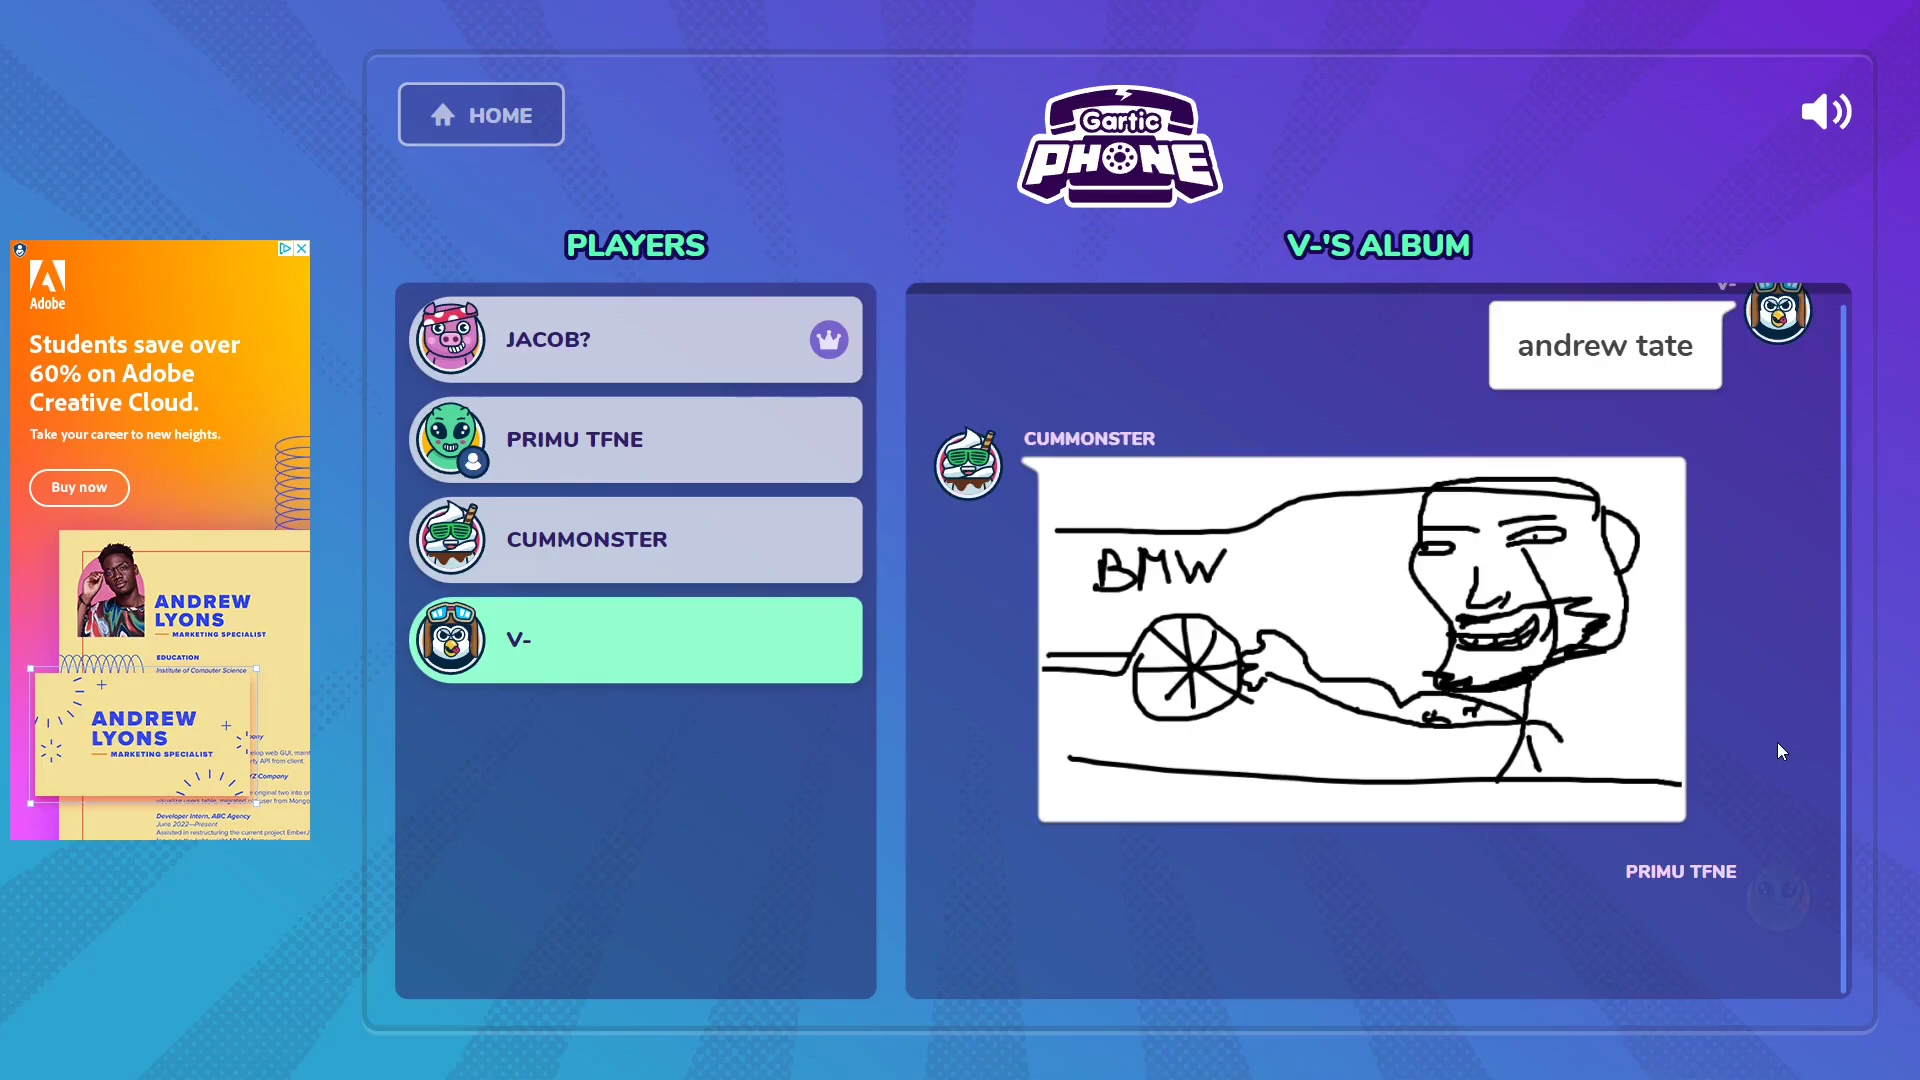 HOME
Gartic
PHONE
PLAYERS
V-'S ALBUM
JACOB?
PRIMU TFNE
CUMMONSTER
V-
V-
andrew tate
CUMMONSTER
BMW
PRIMU TFNE
Adobe
Students save over
60% on Adobe
Creative Cloud.
Take your career to new heights.
Buy now
ANDREW
LYONS
MARKETING SPECIALIST
EDUCATION
Institute of Computer Science
ANDREW
LYONS
MARKETING SPECIALIST
Developer Intern, ABC Agency
June 2022—Present